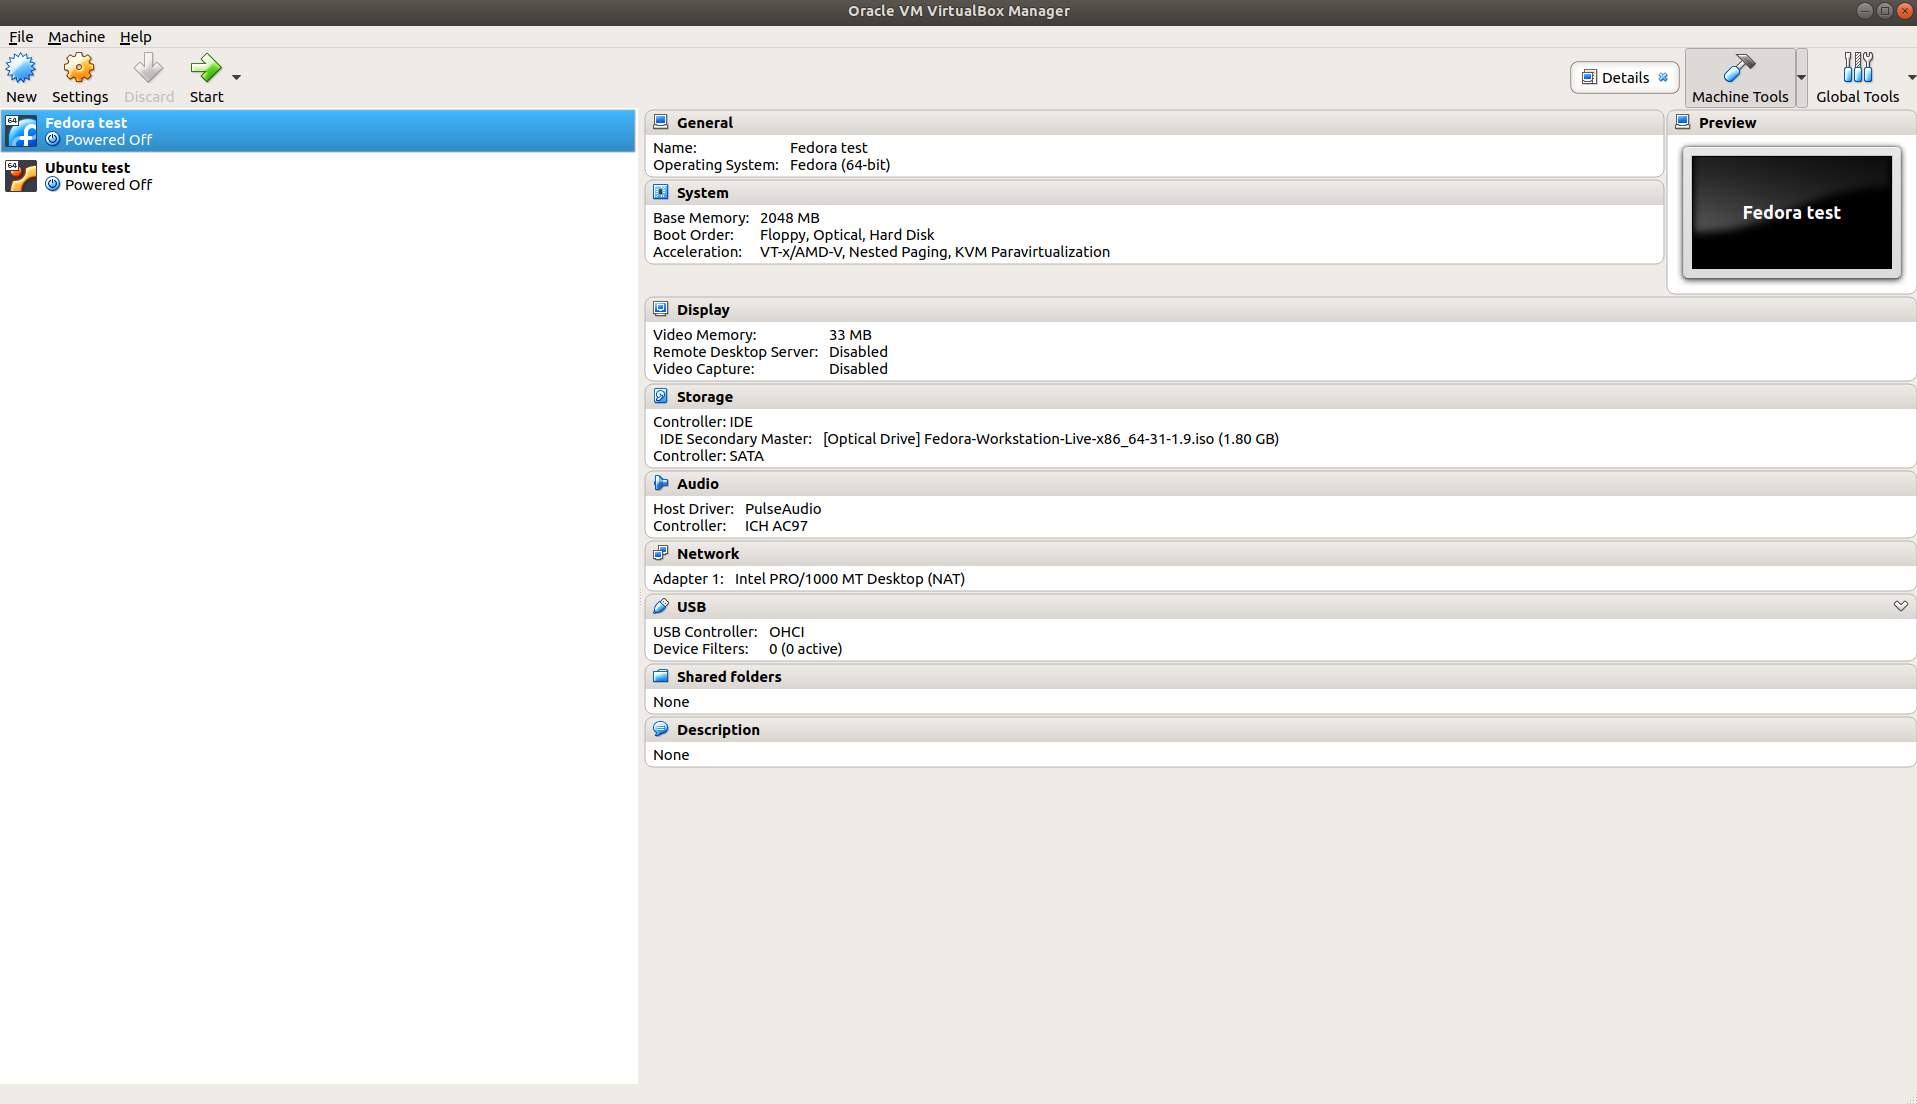 Oracle VM VirtualBox Manager
File Machine Help
New Settings Discard Start
Details
Machine Tools
Global Tools
64
Fedora test
Powered Off
64
Ubuntu test
Powered Off
General
Name: Fedora test
Operating System: Fedora (64-bit)
System
Base Memory: 2048 MB
Boot Order: Floppy, Optical, Hard Disk
Acceleration: VT-x/AMD-V, Nested Paging, KVM Paravirtualization
Preview
Fedora test
Display
Video Memory: 33 MB
Remote Desktop Server: Disabled
Video Capture: Disabled
Storage
Controller: IDE
IDE Secondary Master: [Optical Drive] Fedora-Workstation-Live-x86_64-31-1.9.iso (1.80 GB)
Controller: SATA
Audio
Host Driver: PulseAudio
Controller: ICH AC97
Network
Adapter 1: Intel PRO/1000 MT Desktop (NAT)
USB
USB Controller: OHCI
Device Filters: 0 (0 active)
Shared folders
None
Description
None